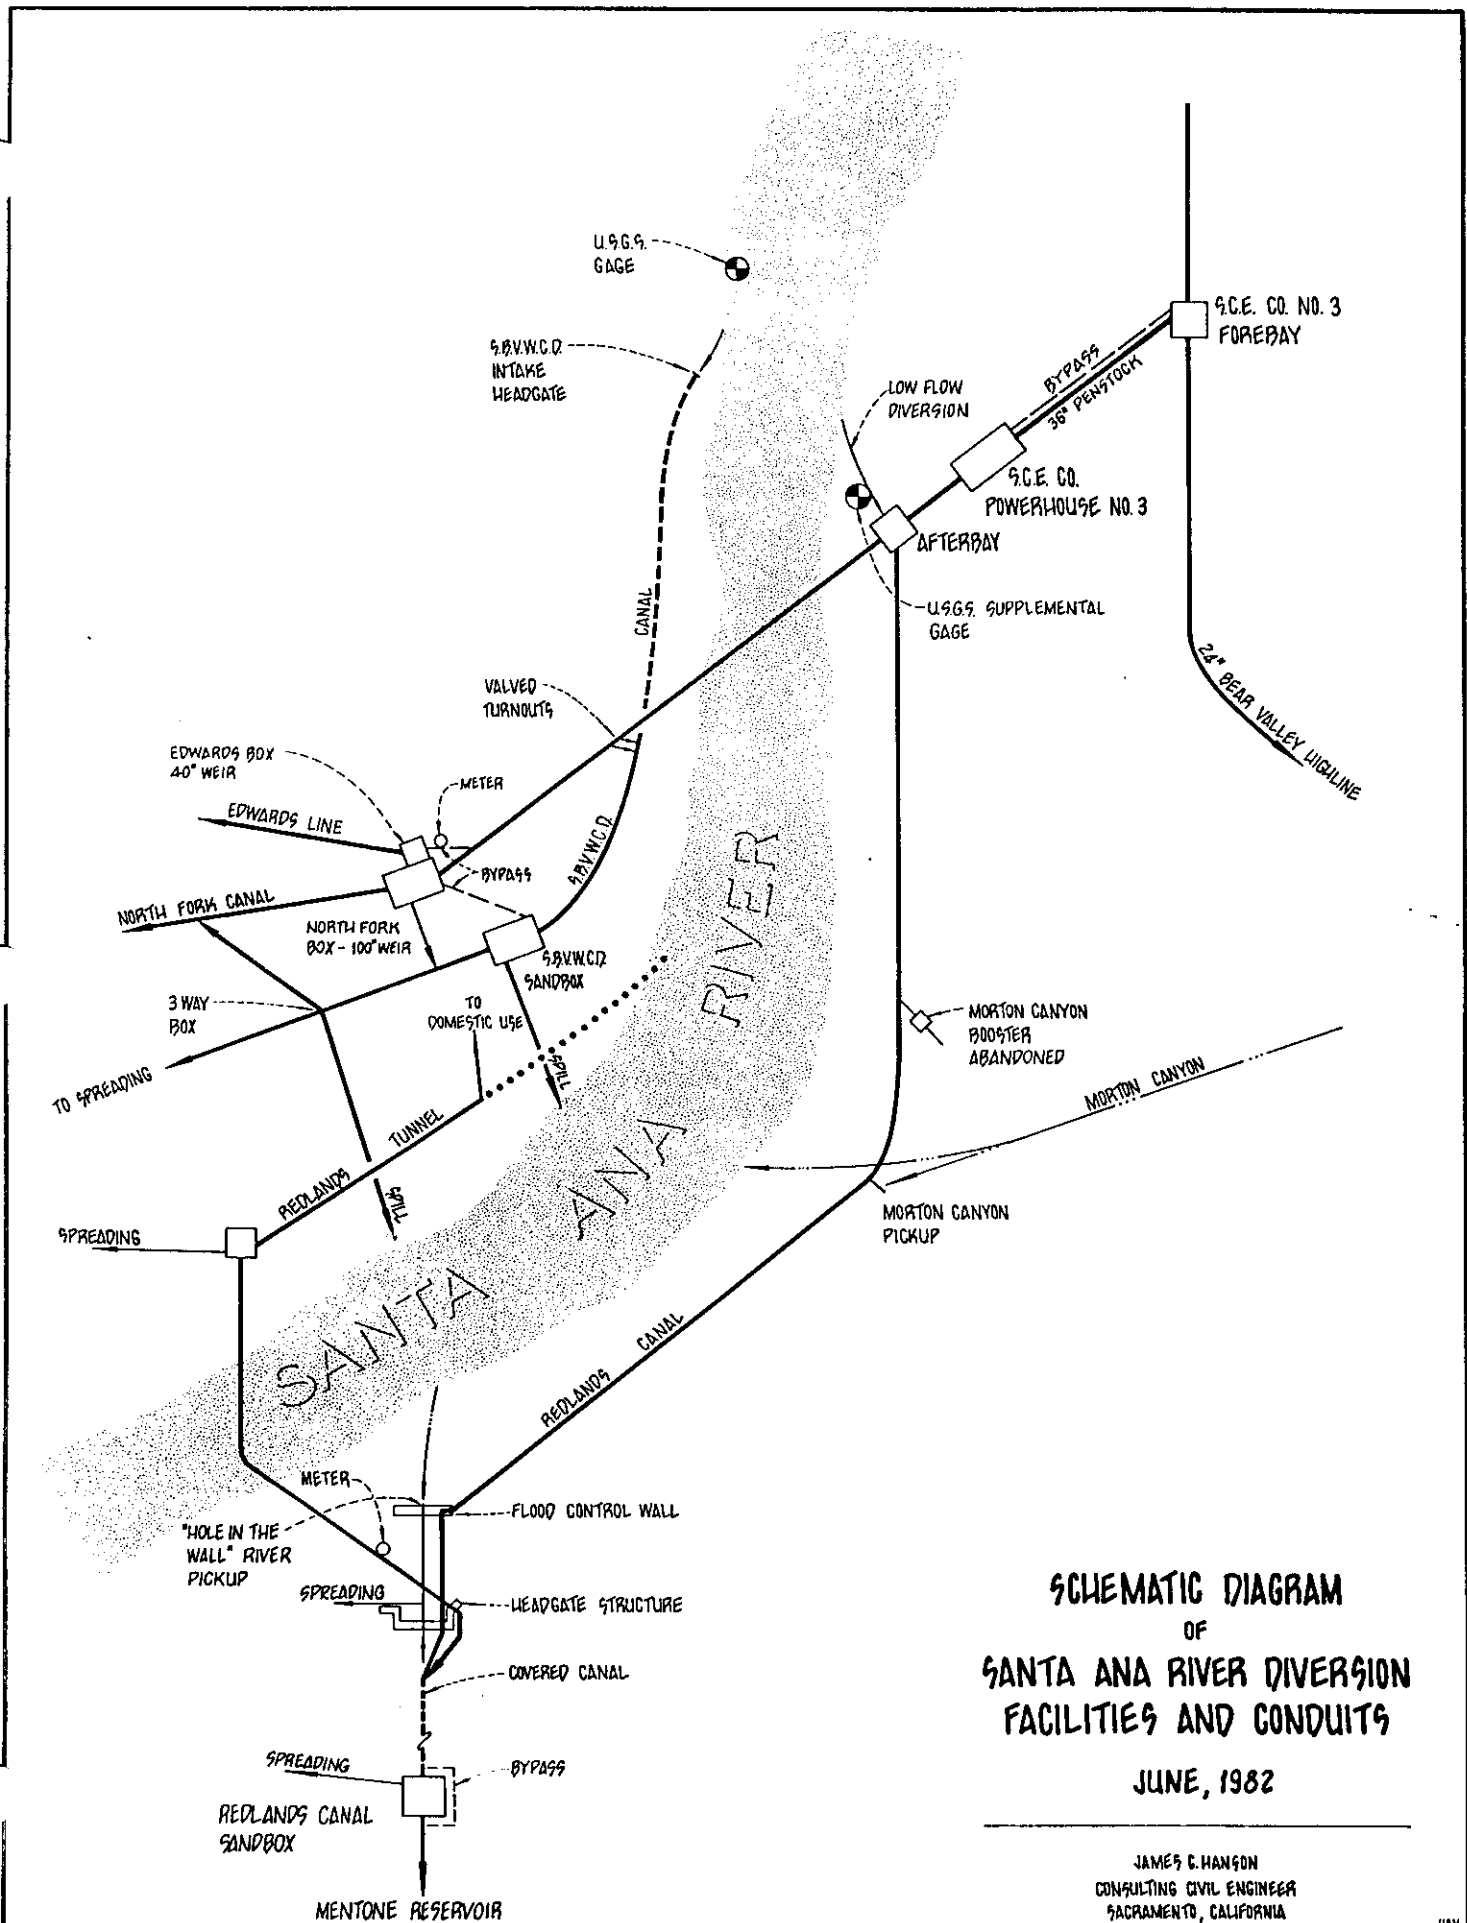 U.S.G.S.
GAGE
S.B.V.W.C.D.
INTAKE
HEADGATE
S.C.E. CO. NO. 3
FOREBAY
BYPASS
36" PENSTOCK
LOW FLOW
DIVERSION
S.C.E. CO.
POWERHOUSE NO. 3
AFTERBAY
U.S.G.S. SUPPLEMENTAL
GAGE
CANAL
24" BEAR VALLEY HIGHLINE
VALVED
TURNOUTS
EDWARDS BOX
40" WEIR
METER
EDWARDS LINE
BYPASS
S.B.V.W.C.D.
NORTH FORK CANAL
NORTH FORK
BOX - 100" WEIR
S.B.V.W.C.D.
SANDBOX
3 WAY
BOX
TO
DOMESTIC USE
TO SPREADING
SPILL
MORTON CANYON
BOOSTER
ABANDONED
MORTON CANYON
REDLANDS TUNNEL
SPILL
SPREADING
MORTON CANYON
PICKUP
SANTA ANA RIVER
REDLANDS CANAL
METER
"HOLE IN THE
WALL" RIVER
PICKUP
FLOOD CONTROL WALL
SPREADING
HEADGATE STRUCTURE
COVERED CANAL
SPREADING
BYPASS
REDLANDS CANAL
SANDBOX
MENTONE RESERVOIR
SCHEMATIC DIAGRAM
OF
SANTA ANA RIVER DIVERSION
FACILITIES AND CONDUITS
JUNE, 1982
JAMES C. HANSON
CONSULTING CIVIL ENGINEER
SACRAMENTO, CALIFORNIA